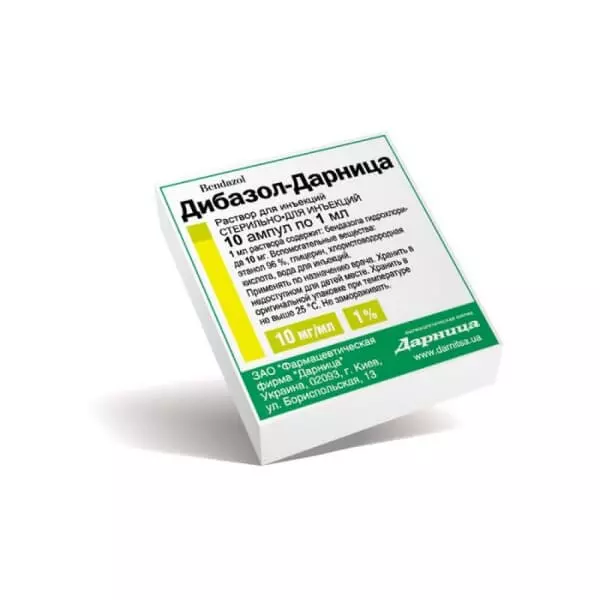 Bendazol
Дибазол-Дарница
Раствор для инъекций
СТЕРИЛЬНО•ДЛЯ ИНЪЕКЦИЙ
10 ампул по 1 мл
1 мл раствора содержит: бендазола гидрохлори-
да 10 мг. Вспомогательные вещества:
этанол 96 %, глицерин, хлористоводородная
кислота, вода для инъекций.
Применять по назначению врача. Хранить в
недоступном для детей месте. Хранить в
оригинальной упаковке при температуре
не выше 25 °С. Не замораживать.
10 мг/мл 1%
ЗАО "Фармацевтическая
фирма "Дарница"
Украина, 02093, г. Киев,
ул. Бориспольская, 13
фармацевтическая фирма
Дарница
www.darnitsa.ua